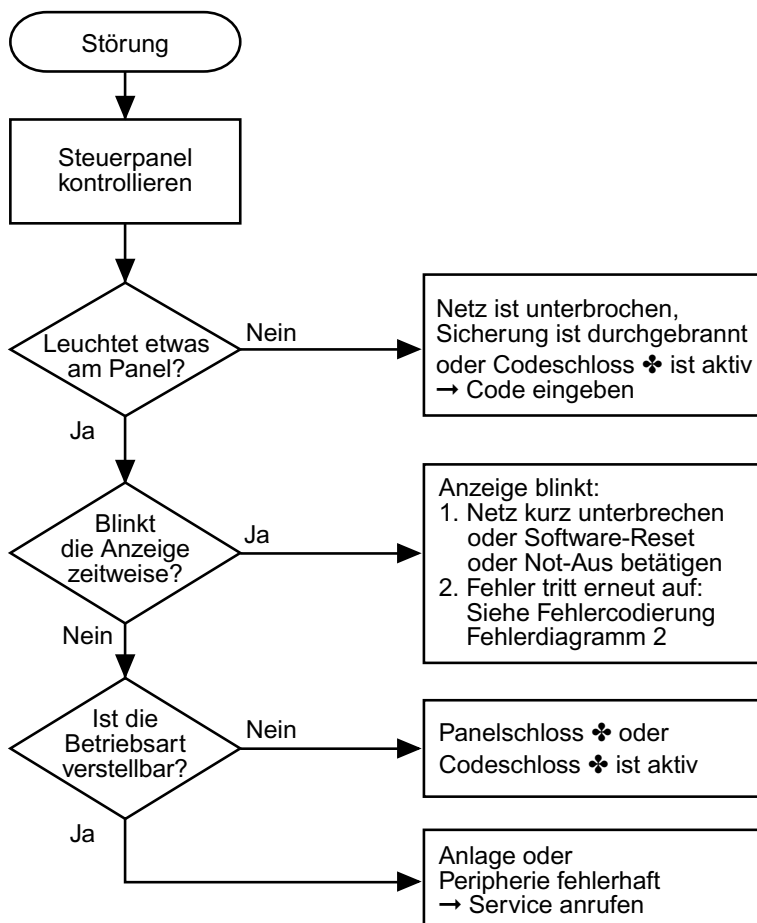 Störung
Steuerpanel
kontrollieren
Leuchtet etwas
am Panel?
Nein
Netz ist unterbrochen,
Sicherung ist durchgebrannt
oder Codeschloss ✤ ist aktiv
→ Code eingeben
Ja
Blinkt
die Anzeige
zeitweise?
Ja
Anzeige blinkt:
1. Netz kurz unterbrechen
oder Software-Reset
oder Not-Aus betätigen
2. Fehler tritt erneut auf:
Siehe Fehlercodierung
Fehlerdiagramm 2
Nein
Ist die
Betriebsart
verstellbar?
Nein
Panelschloss ✤ oder
Codeschloss ✤ ist aktiv
Ja
Anlage oder
Peripherie fehlerhaft
→ Service anrufen